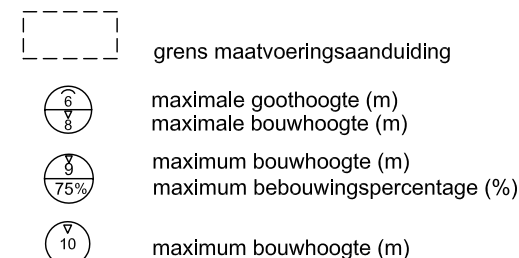 grens maatvoeringsaanduiding
6 maximale goothoogte (m)
8 maximale bouwhoogte (m)
9 maximum bouwhoogte (m)
75% maximum bebouwingspercentage (%)
10 maximum bouwhoogte (m)